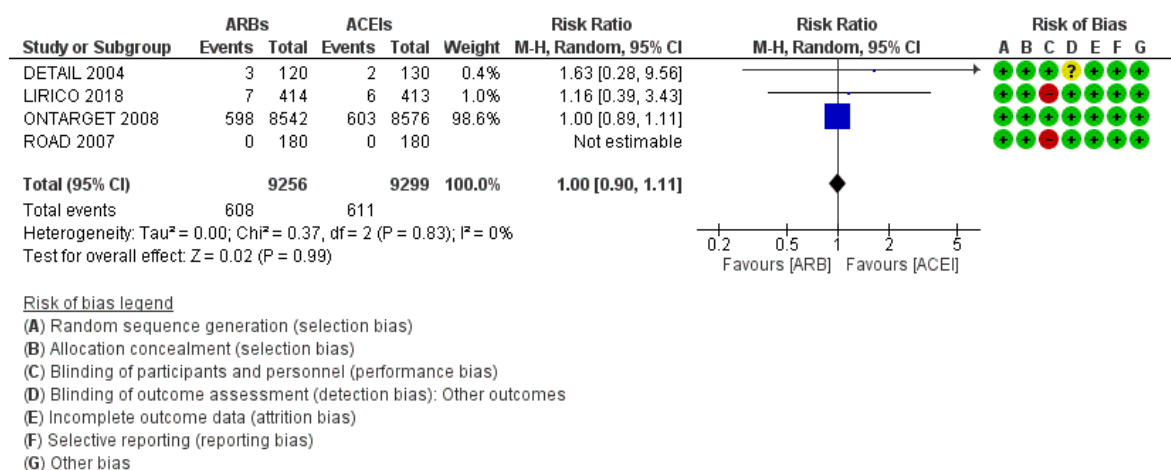 ARBs ACEIs Risk Ratio Risk Ratio Risk of Bias
Study or Subgroup Events Total Events Total Weight M-H, Random, 95% CI M-H, Random, 95% CI A B C D E F G
DETAIL 2004 3 120 2 130 0.4% 1.63 [0.28, 9.56] + + + ? + + +
LIRICO 2018 7 414 6 413 1.0% 1.16 [0.39, 3.43] + + - + + + +
ONTARGET 2008 598 8542 603 8576 98.6% 1.00 [0.89, 1.11] + + + + + + +
ROAD 2007 0 180 0 180 Not estimable + + - + + + +
Total (95% CI) 9256 9299 100.0% 1.00 [0.90, 1.11]
Total events 608 611
Heterogeneity: Tau² = 0.00; Chi² = 0.37, df = 2 (P = 0.83); I² = 0%
Test for overall effect: Z = 0.02 (P = 0.99)
0.2 0.5 1 2 5
Favours [ARB] Favours [ACEI]
Risk of bias legend
(A) Random sequence generation (selection bias)
(B) Allocation concealment (selection bias)
(C) Blinding of participants and personnel (performance bias)
(D) Blinding of outcome assessment (detection bias): Other outcomes
(E) Incomplete outcome data (attrition bias)
(F) Selective reporting (reporting bias)
(G) Other bias